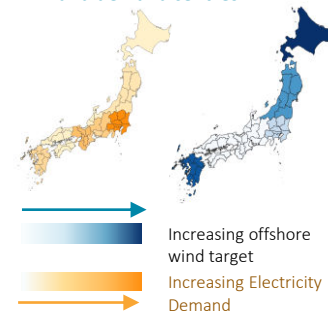 Increasing offshore
wind target
Increasing Electricity
Demand